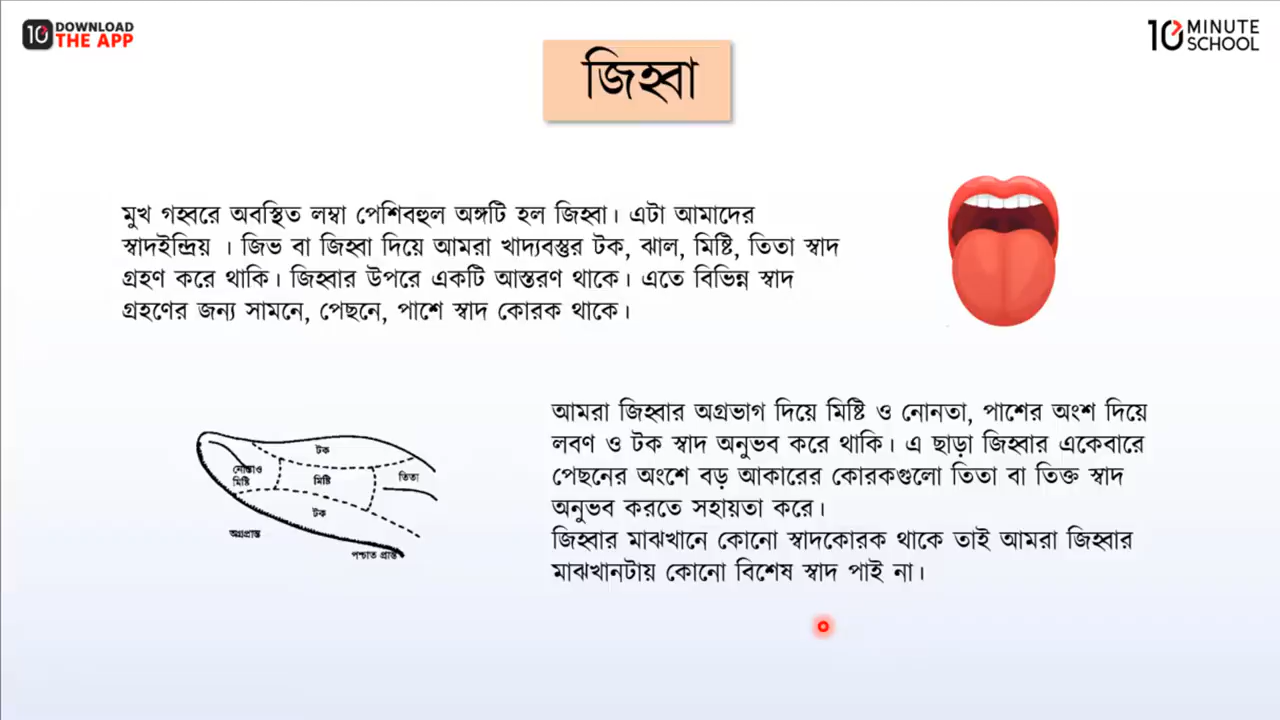 10 DOWNLOAD
THE APP
10 MINUTE
SCHOOL
জিহ্বা
মুখ গহ্বরে অবস্থিত লম্বা পেশিবহুল অঙ্গটি হল জিহ্বা। এটা আমাদের
স্বাদইন্দ্রিয় । জিভ বা জিহ্বা দিয়ে আমরা খাদ্যবস্তুর টক, ঝাল, মিষ্টি, তিতা স্বাদ
গ্রহণ করে থাকি। জিহ্বার উপরে একটি আস্তরণ থাকে। এতে বিভিন্ন স্বাদ
গ্রহণের জন্য সামনে, পেছনে, পাশে স্বাদ কোরক থাকে।
আমরা জিহ্বার অগ্রভাগ দিয়ে মিষ্টি ও নোনতা, পাশের অংশ দিয়ে
লবণ ও টক স্বাদ অনুভব করে থাকি। এ ছাড়া জিহ্বার একেবারে
পেছনের অংশে বড় আকারের কোরকগুলো তিতা বা তিক্ত স্বাদ
অনুভব করতে সহায়তা করে।
জিহ্বার মাঝখানে কোনো স্বাদকোরক থাকে তাই আমরা জিহ্বার
মাঝখানটায় কোনো বিশেষ স্বাদ পাই না।
টক
নোন্তাও
মিষ্টি
মিষ্টি
তিতা
টক
অগ্রপ্রান্ত
পশ্চাত প্রান্ত